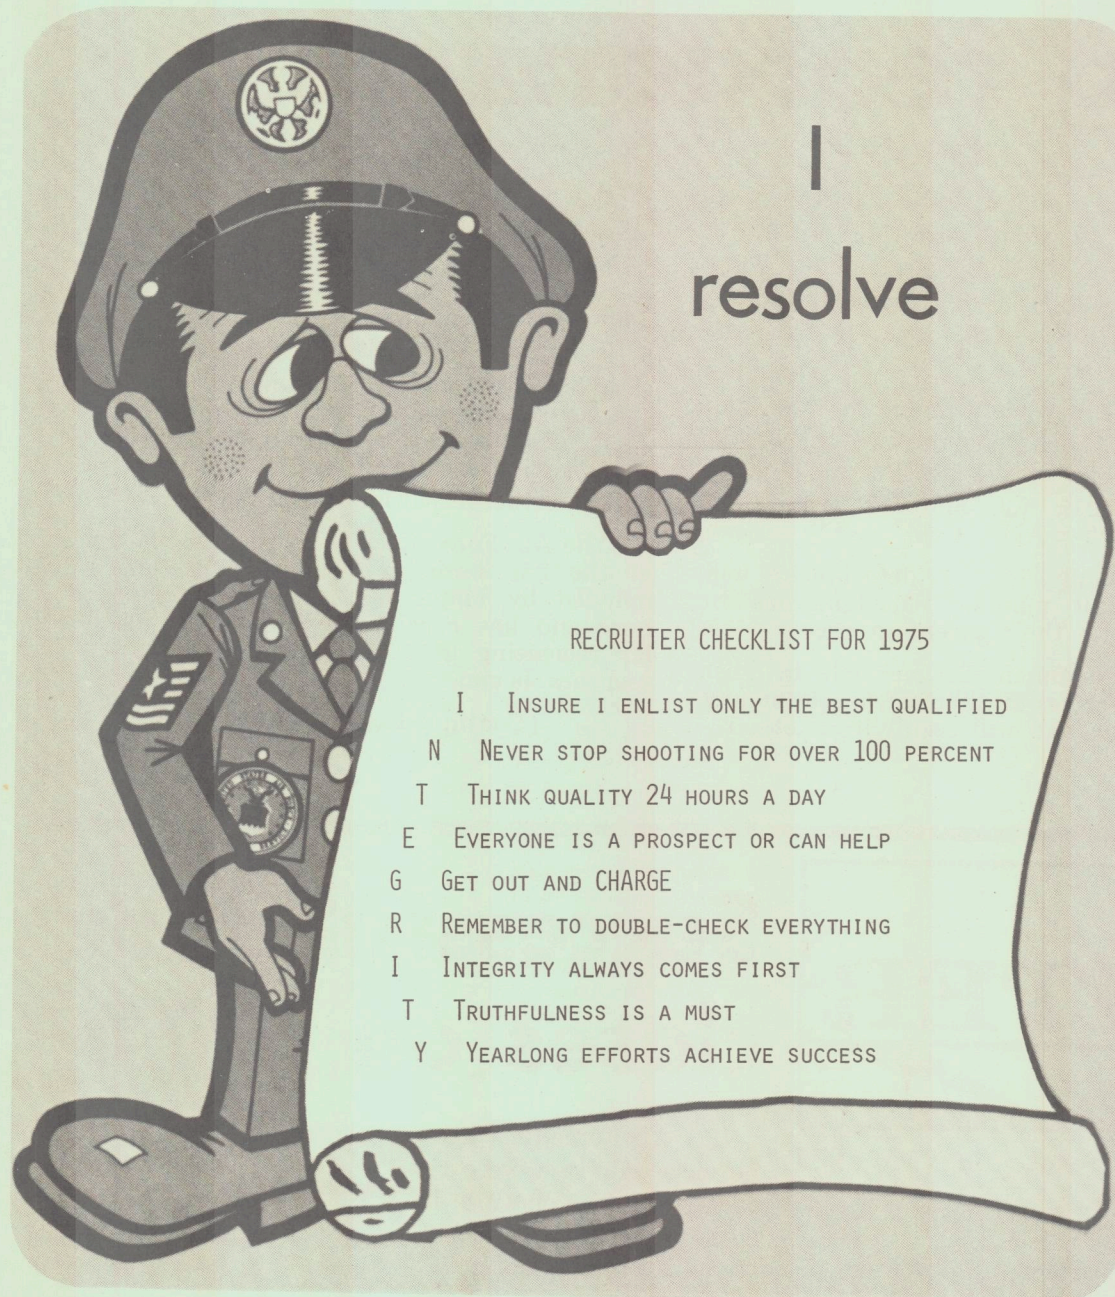 I
resolve
RECRUITER CHECKLIST FOR 1975
I INSURE I ENLIST ONLY THE BEST QUALIFIED
N NEVER STOP SHOOTING FOR OVER 100 PERCENT
T THINK QUALITY 24 HOURS A DAY
E EVERYONE IS A PROSPECT OR CAN HELP
G GET OUT AND CHARGE
R REMEMBER TO DOUBLE-CHECK EVERYTHING
I INTEGRITY ALWAYS COMES FIRST
T TRUTHFULNESS IS A MUST
Y YEARLONG EFFORTS ACHIEVE SUCCESS